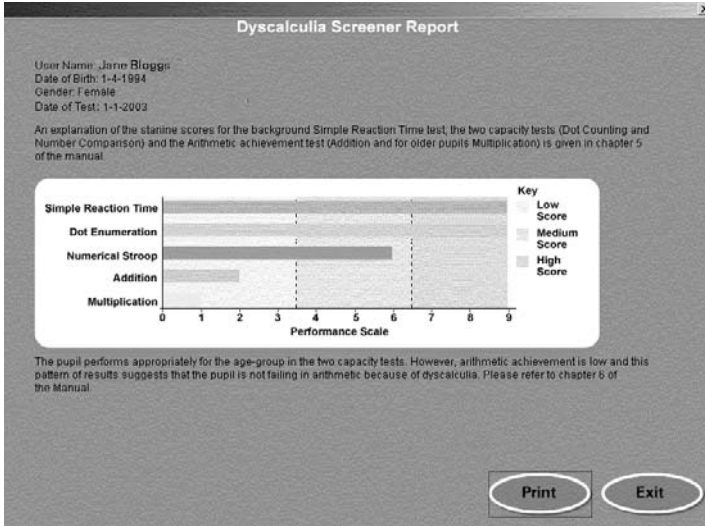 Dyscalculia Screener Report
User Name: Jane Bloggs
Date of Birth: 1-4-1994
Gender: Female
Date of Test: 1-1-2003
An explanation of the stanine scores for the background Simple Reaction Time test, the two capacity tests (Dot Counting and
Number Comparison) and the Arithmetic achievement test (Addition and for older pupils Multiplication) is given in chapter 5
of the manual.
Key
Simple Reaction Time
Low
Score
Dot Enumeration
Medium
Score
Numerical Stroop
High
Score
Addition
Multiplication
0 1 2 3 4 5 6 7 8 9
Performance Scale
The pupil performs appropriately for the age-group in the two capacity tests. However, arithmetic achievement is low and this
pattern of results suggests that the pupil is not failing in arithmetic because of dyscalculia. Please refer to chapter 6 of
the Manual.
Print Exit